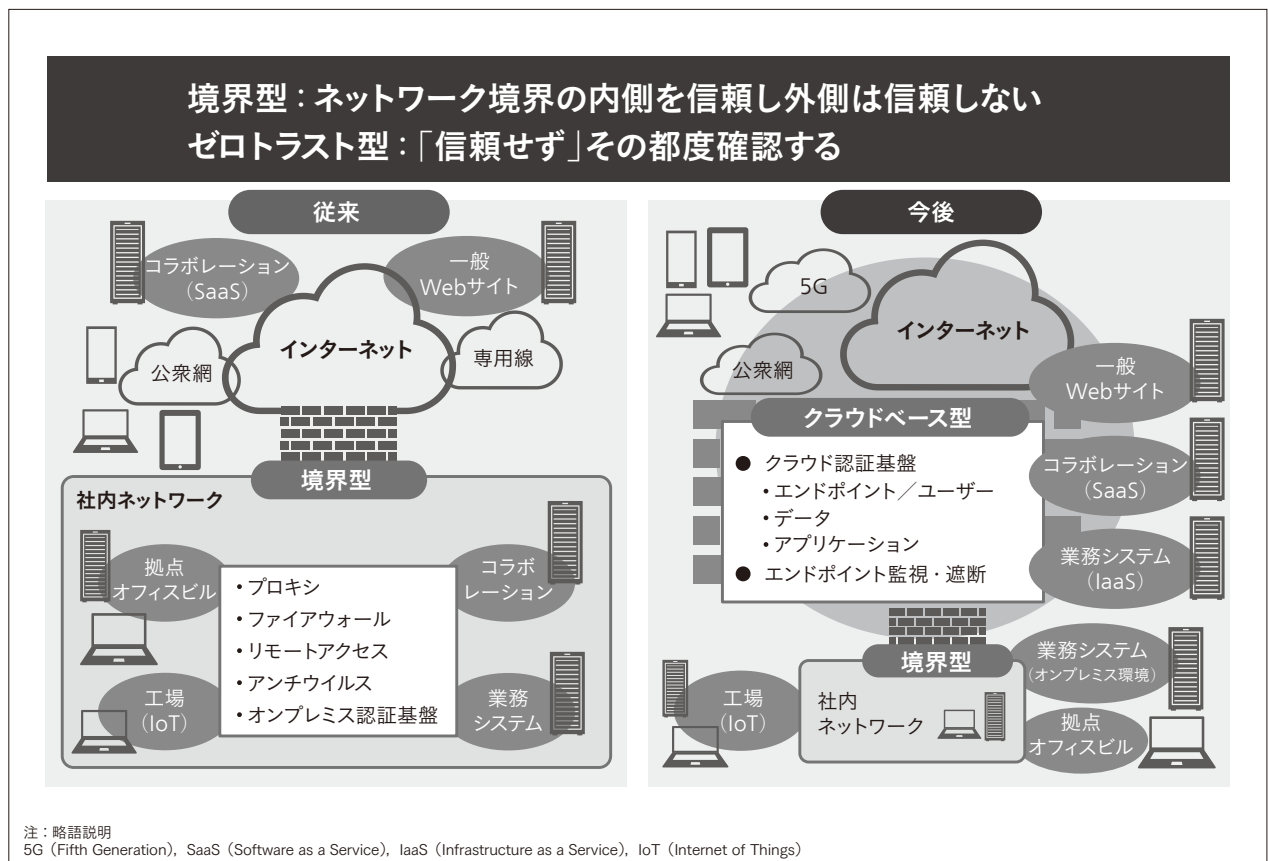 境界型：ネットワーク境界の内側を信頼し外側は信頼しない
ゼロトラスト型：「信頼せず」その都度確認する
従来
コラボレーション
（SaaS）
一般
Webサイト
インターネット
公衆網
専用線
境界型
社内ネットワーク
拠点
オフィスビル
コラボ
レーション
・プロキシ
・ファイアウォール
・リモートアクセス
・アンチウイルス
・オンプレミス認証基盤
工場
（IoT）
業務
システム
今後
5G
インターネット
公衆網
一般
Webサイト
クラウドベース型
● クラウド認証基盤
・エンドポイント／ユーザー
・データ
・アプリケーション
● エンドポイント監視・遮断
コラボレーション
（SaaS）
業務システム
（IaaS）
境界型
業務システム
（オンプレミス環境）
工場
（IoT）
社内
ネットワーク
拠点
オフィスビル
注：略語説明
5G（Fifth Generation），SaaS（Software as a Service），IaaS（Infrastructure as a Service），IoT（Internet of Things）